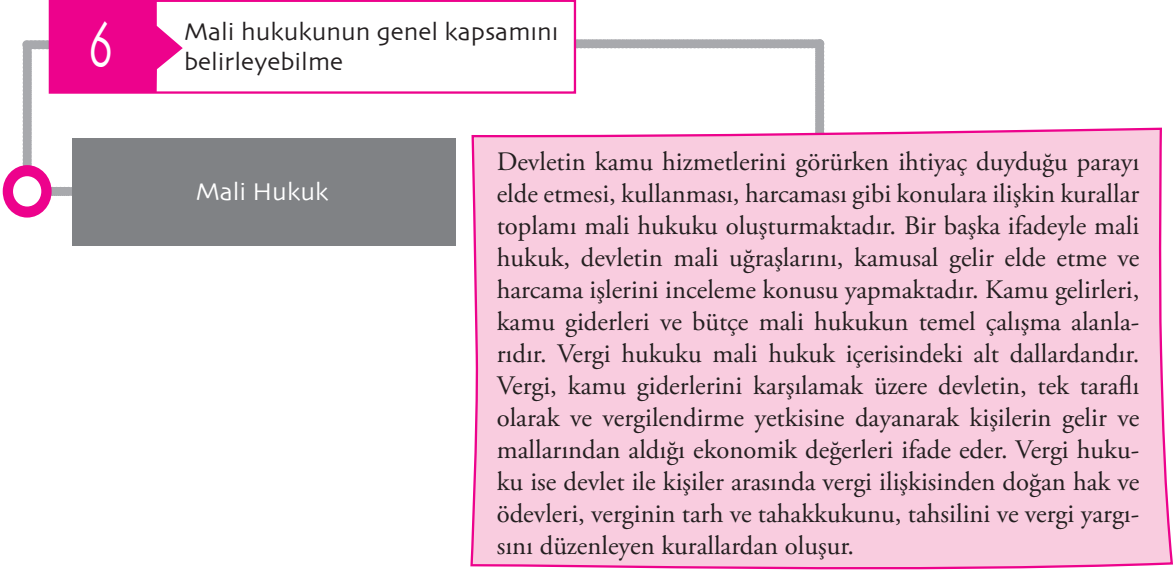 6
Mali hukukunun genel kapsamını
belirleyebilme
Mali Hukuk
Devletin kamu hizmetlerini görürken ihtiyaç duyduğu parayı
elde etmesi, kullanması, harcaması gibi konulara ilişkin kurallar
toplamı mali hukuku oluşturmaktadır. Bir başka ifadeyle mali
hukuk, devletin mali uğraşlarını, kamusal gelir elde etme ve
harcama işlerini inceleme konusu yapmaktadır. Kamu gelirleri,
kamu giderleri ve bütçe mali hukukun temel çalışma alanla-
rıdır. Vergi hukuku mali hukuk içerisindeki alt dallardandır.
Vergi, kamu giderlerini karşılamak üzere devletin, tek taraflı
olarak ve vergilendirme yetkisine dayanarak kişilerin gelir ve
mallarından aldığı ekonomik değerleri ifade eder. Vergi huku-
ku ise devlet ile kişiler arasında vergi ilişkisinden doğan hak ve
ödevleri, verginin tarh ve tahakkukunu, tahsilini ve vergi yargı-
sını düzenleyen kurallardan oluşur.